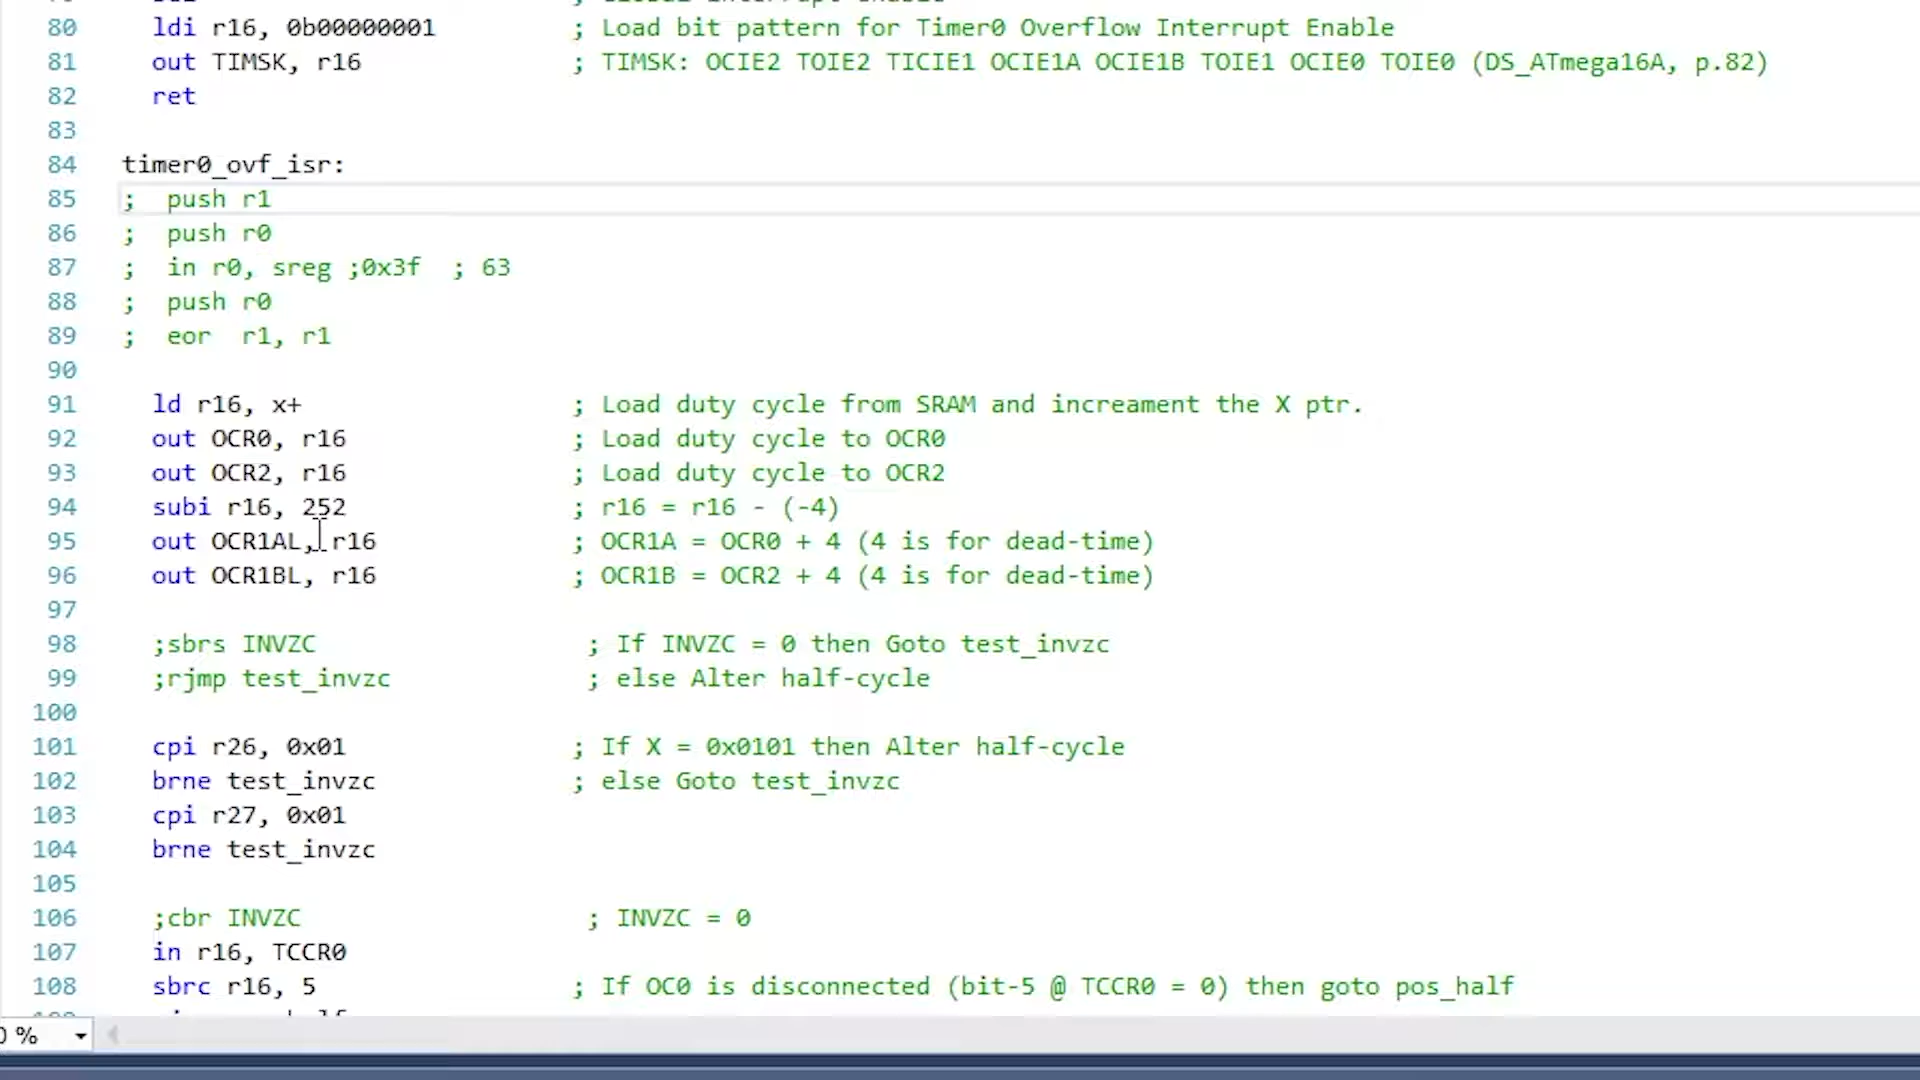 80 ldi r16, 0b00000001 ; Load bit pattern for Timer0 Overflow Interrupt Enable
81 out TIMSK, r16 ; TIMSK: OCIE2 TOIE2 TICIE1 OCIE1A OCIE1B TOIE1 OCIE0 TOIE0 (DS_ATmega16A, p.82)
82 ret
83
84 timer0_ovf_isr:
85 ; push r1
86 ; push r0
87 ; in r0, sreg ;0x3f ; 63
88 ; push r0
89 ; eor r1, r1
90
91 ld r16, x+ ; Load duty cycle from SRAM and increament the X ptr.
92 out OCR0, r16 ; Load duty cycle to OCR0
93 out OCR2, r16 ; Load duty cycle to OCR2
94 subi r16, 252 ; r16 = r16 - (-4)
95 out OCR1AL, r16 ; OCR1A = OCR0 + 4 (4 is for dead-time)
96 out OCR1BL, r16 ; OCR1B = OCR2 + 4 (4 is for dead-time)
97
98 ;sbrs INVZC ; If INVZC = 0 then Goto test_invzc
99 ;rjmp test_invzc ; else Alter half-cycle
100
101 cpi r26, 0x01 ; If X = 0x0101 then Alter half-cycle
102 brne test_invzc ; else Goto test_invzc
103 cpi r27, 0x01
104 brne test_invzc
105
106 ;cbr INVZC ; INVZC = 0
107 in r16, TCCR0
108 sbrc r16, 5 ; If OC0 is disconnected (bit-5 @ TCCR0 = 0) then goto pos_half
0 %